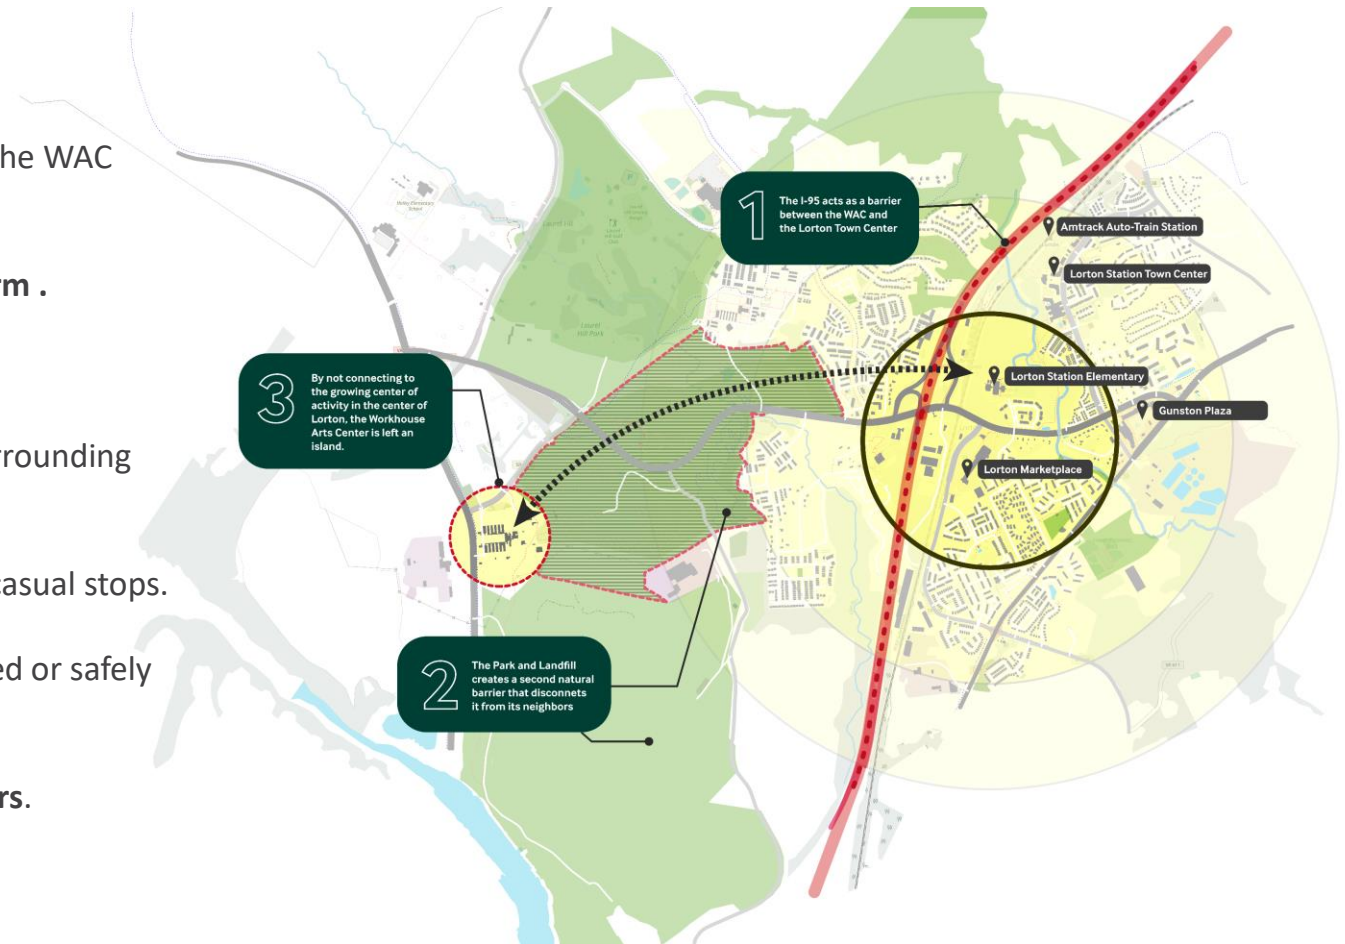 he WAC
rm .
rrounding
casual stops.
ed or safely
rs.
1
The I-95 acts as a barrier
between the WAC and
the Lorton Town Center
Amtrack Auto-Train Station
Lorton Station Town Center
Lorton Station Elementary
Gunston Plaza
Lorton Marketplace
3
By not connecting to
the growing center of
activity in the center of
Lorton, the Workhouse
Arts Center is left an
island.
2
The Park and Landfill
creates a second natural
barrier that disconnets
it from its neighbors
Laurel
Hill Park